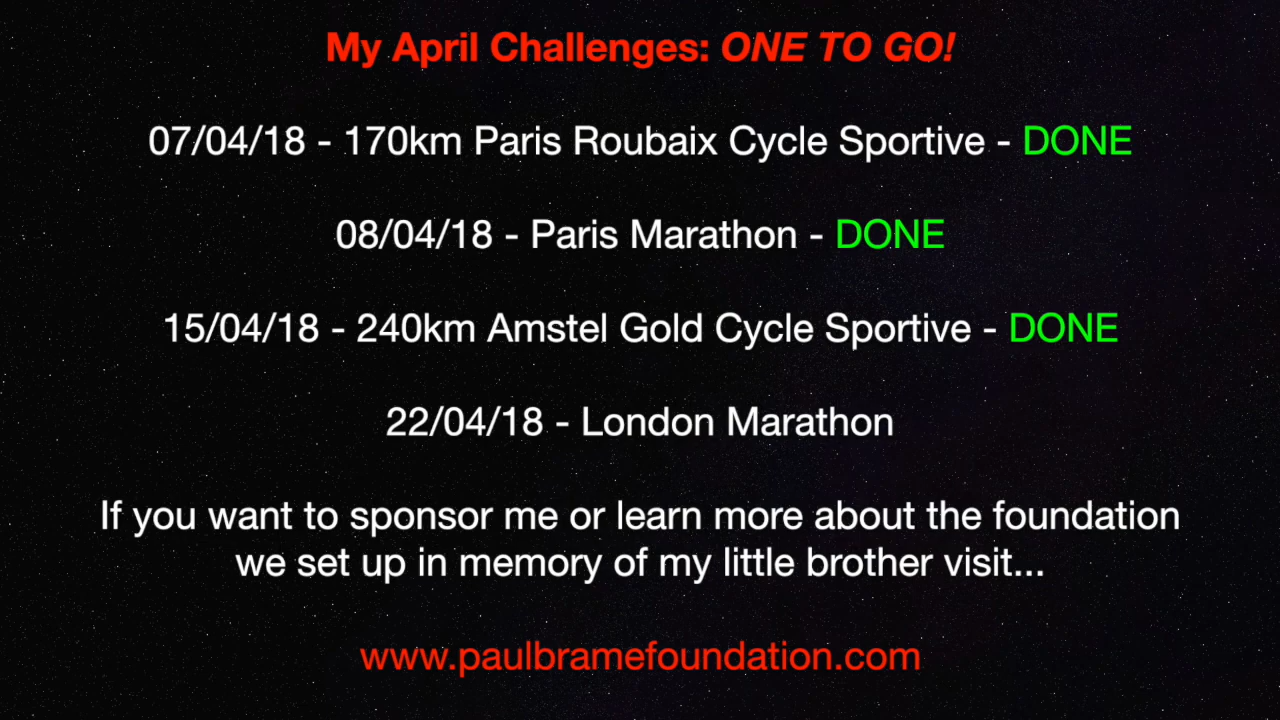 My April Challenges: ONE TO GO!
07/04/18 - 170km Paris Roubaix Cycle Sportive - DONE
08/04/18 - Paris Marathon - DONE
15/04/18 - 240km Amstel Gold Cycle Sportive - DONE
22/04/18 - London Marathon
If you want to sponsor me or learn more about the foundation
we set up in memory of my little brother visit...
www.paulbramefoundation.com